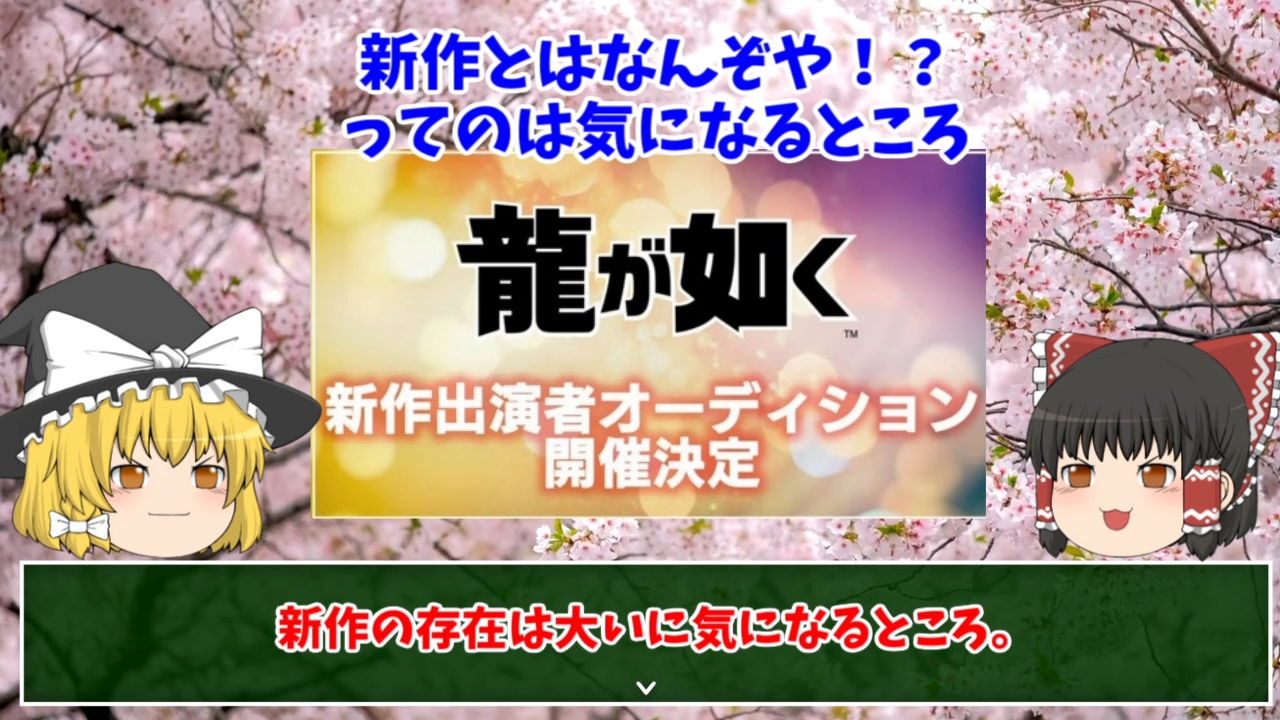 新作とはなんぞや！？
ってのは気になるところ
龍が如く
TM
新作出演者オーディション
開催決定
新作の存在は大いに気になるところ。